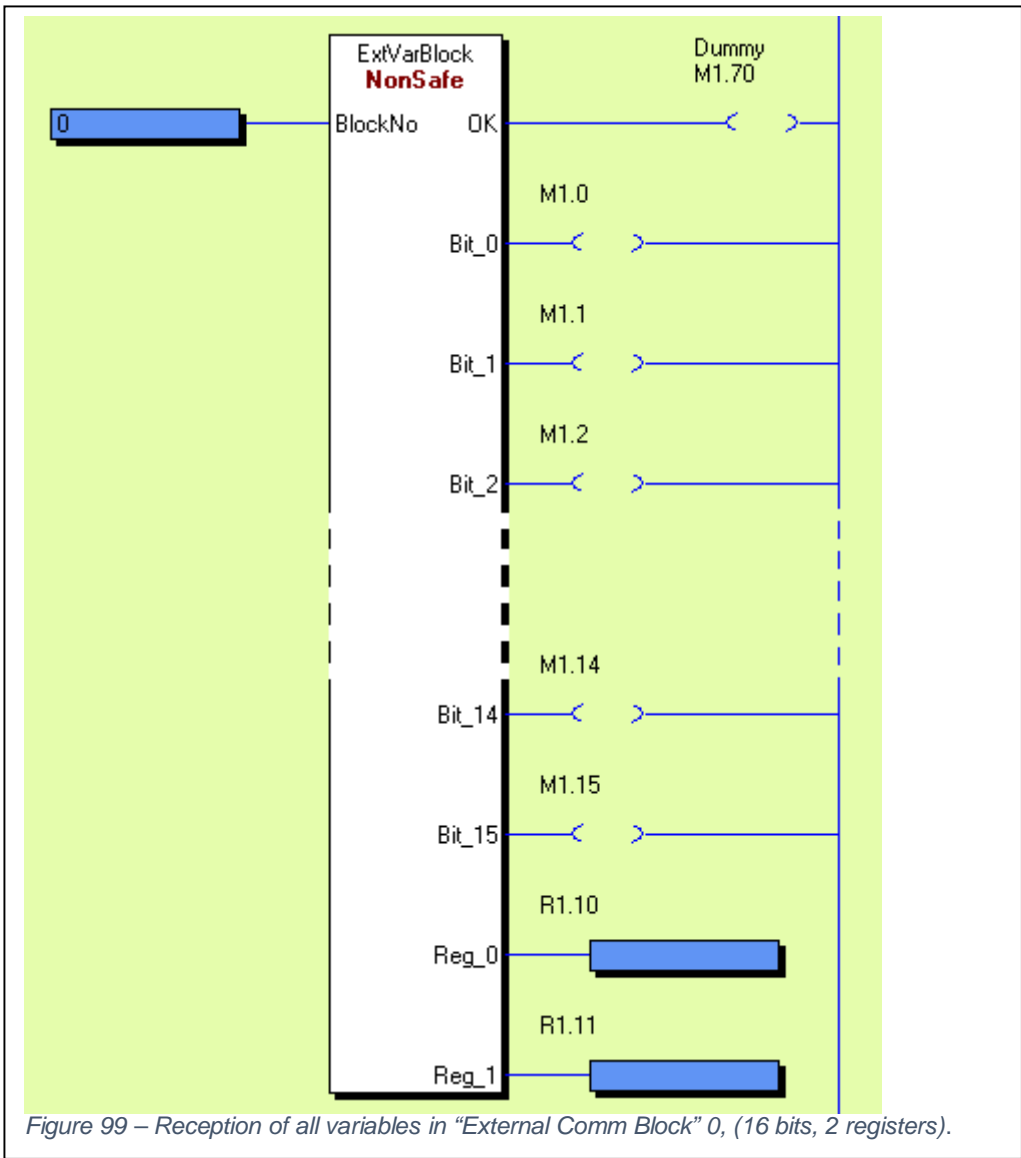 ExtVarBlock
NonSafe
Dummy
M1.70
0
BlockNo OK
M1.0
Bit_0
M1.1
Bit_1
M1.2
Bit_2
M1.14
Bit_14
M1.15
Bit_15
R1.10
Reg_0
R1.11
Reg_1
Figure 99 – Reception of all variables in “External Comm Block” 0, (16 bits, 2 registers).